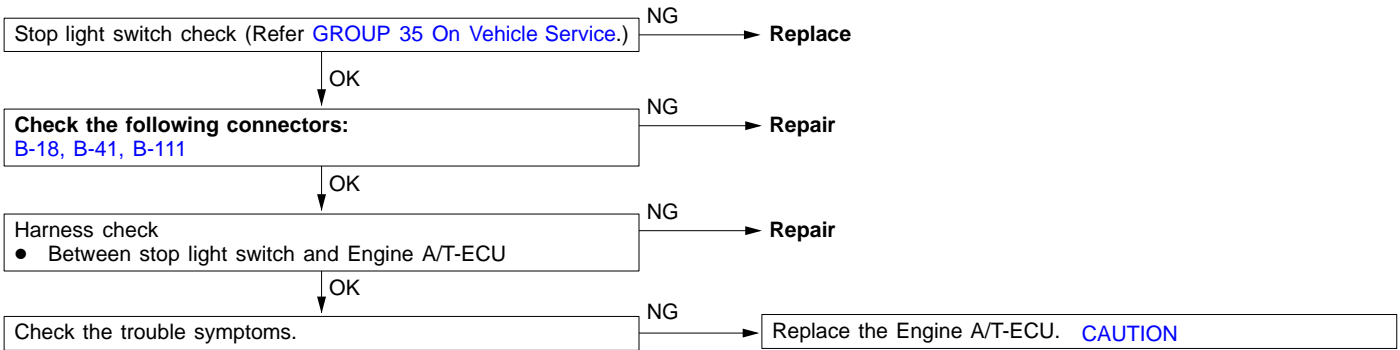 NG
Stop light switch check (Refer GROUP 35 On Vehicle Service.)
Replace
OK
NG
Check the following connectors:
Repair
B-18, B-41, B-111
OK
NG
Harness check
Repair
● Between stop light switch and Engine A/T-ECU
OK
NG
Check the trouble symptoms.
Replace the Engine A/T-ECU. CAUTION